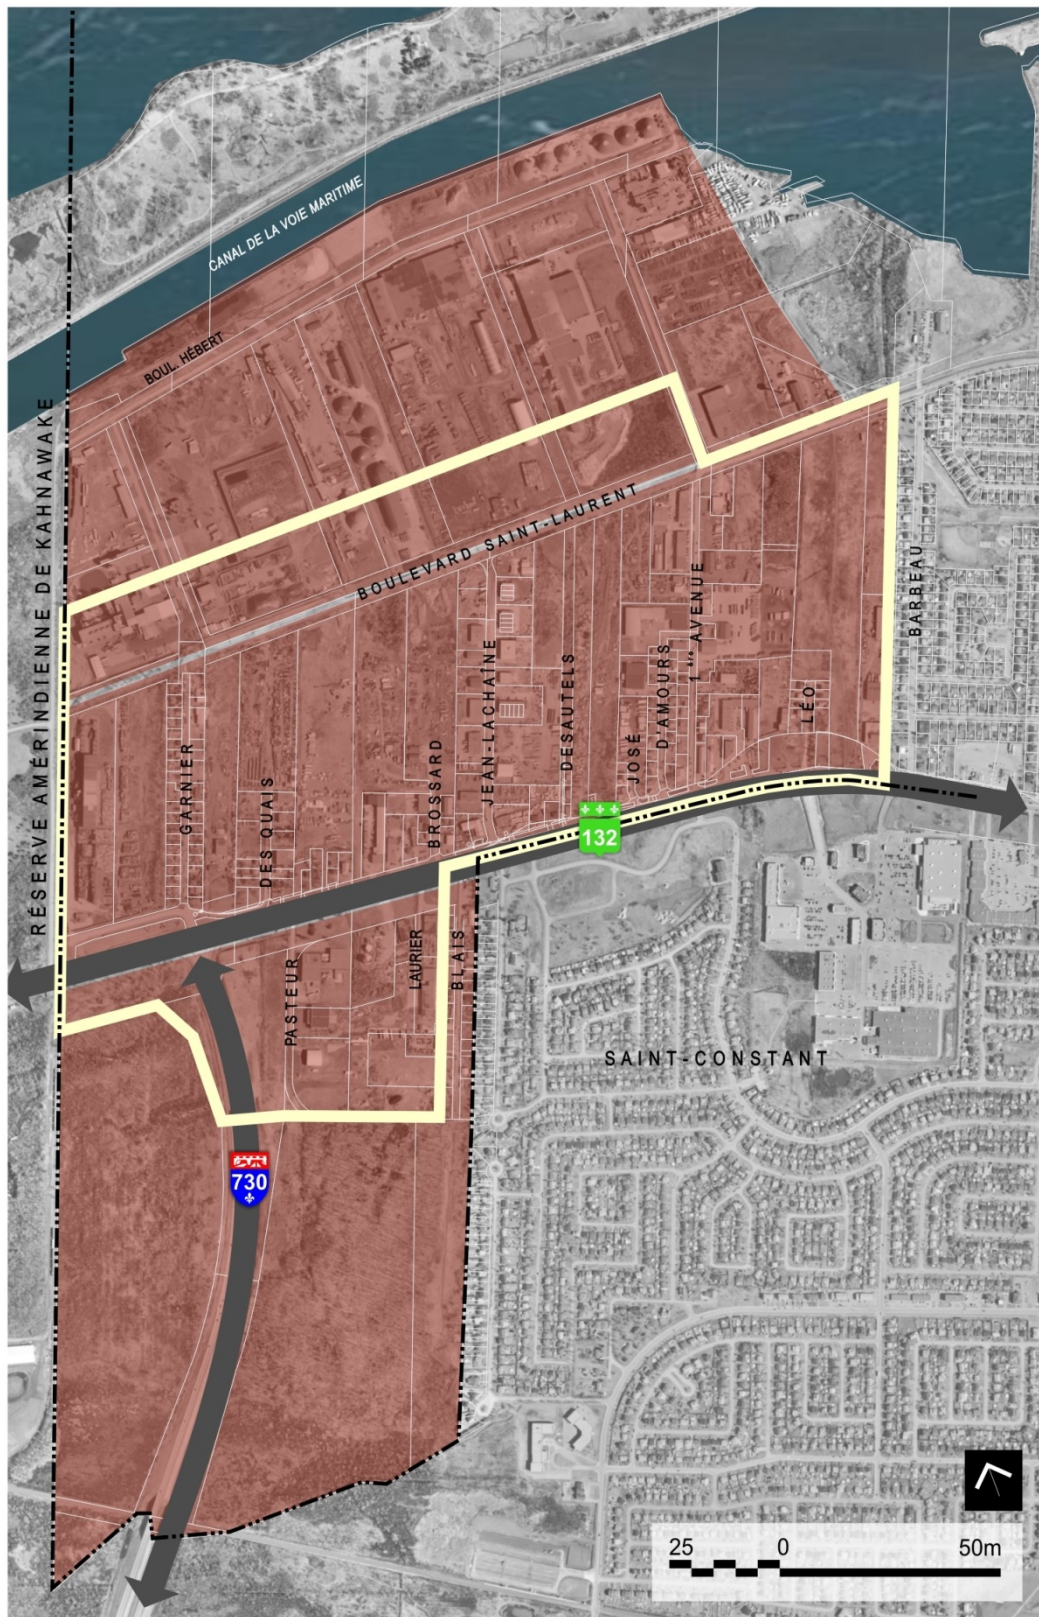 CANAL DE LA VOIE MARITIME
BOUL. HÉBERT
RÉSERVE AMÉRINDIENNE DE KAHNAWAKE
BOULEVARD SAINT-LAURENT
BARBEAU
1ère AVENUE
D'AMOURS
LÉO
JOSÉ
DESAUTELS
JEAN-LACHAÎNE
BROSSARD
GARNIER
DES QUAIS
132
PASTEUR
LAURIER
BLAIS
SAINT-CONSTANT
730
25 0 50m